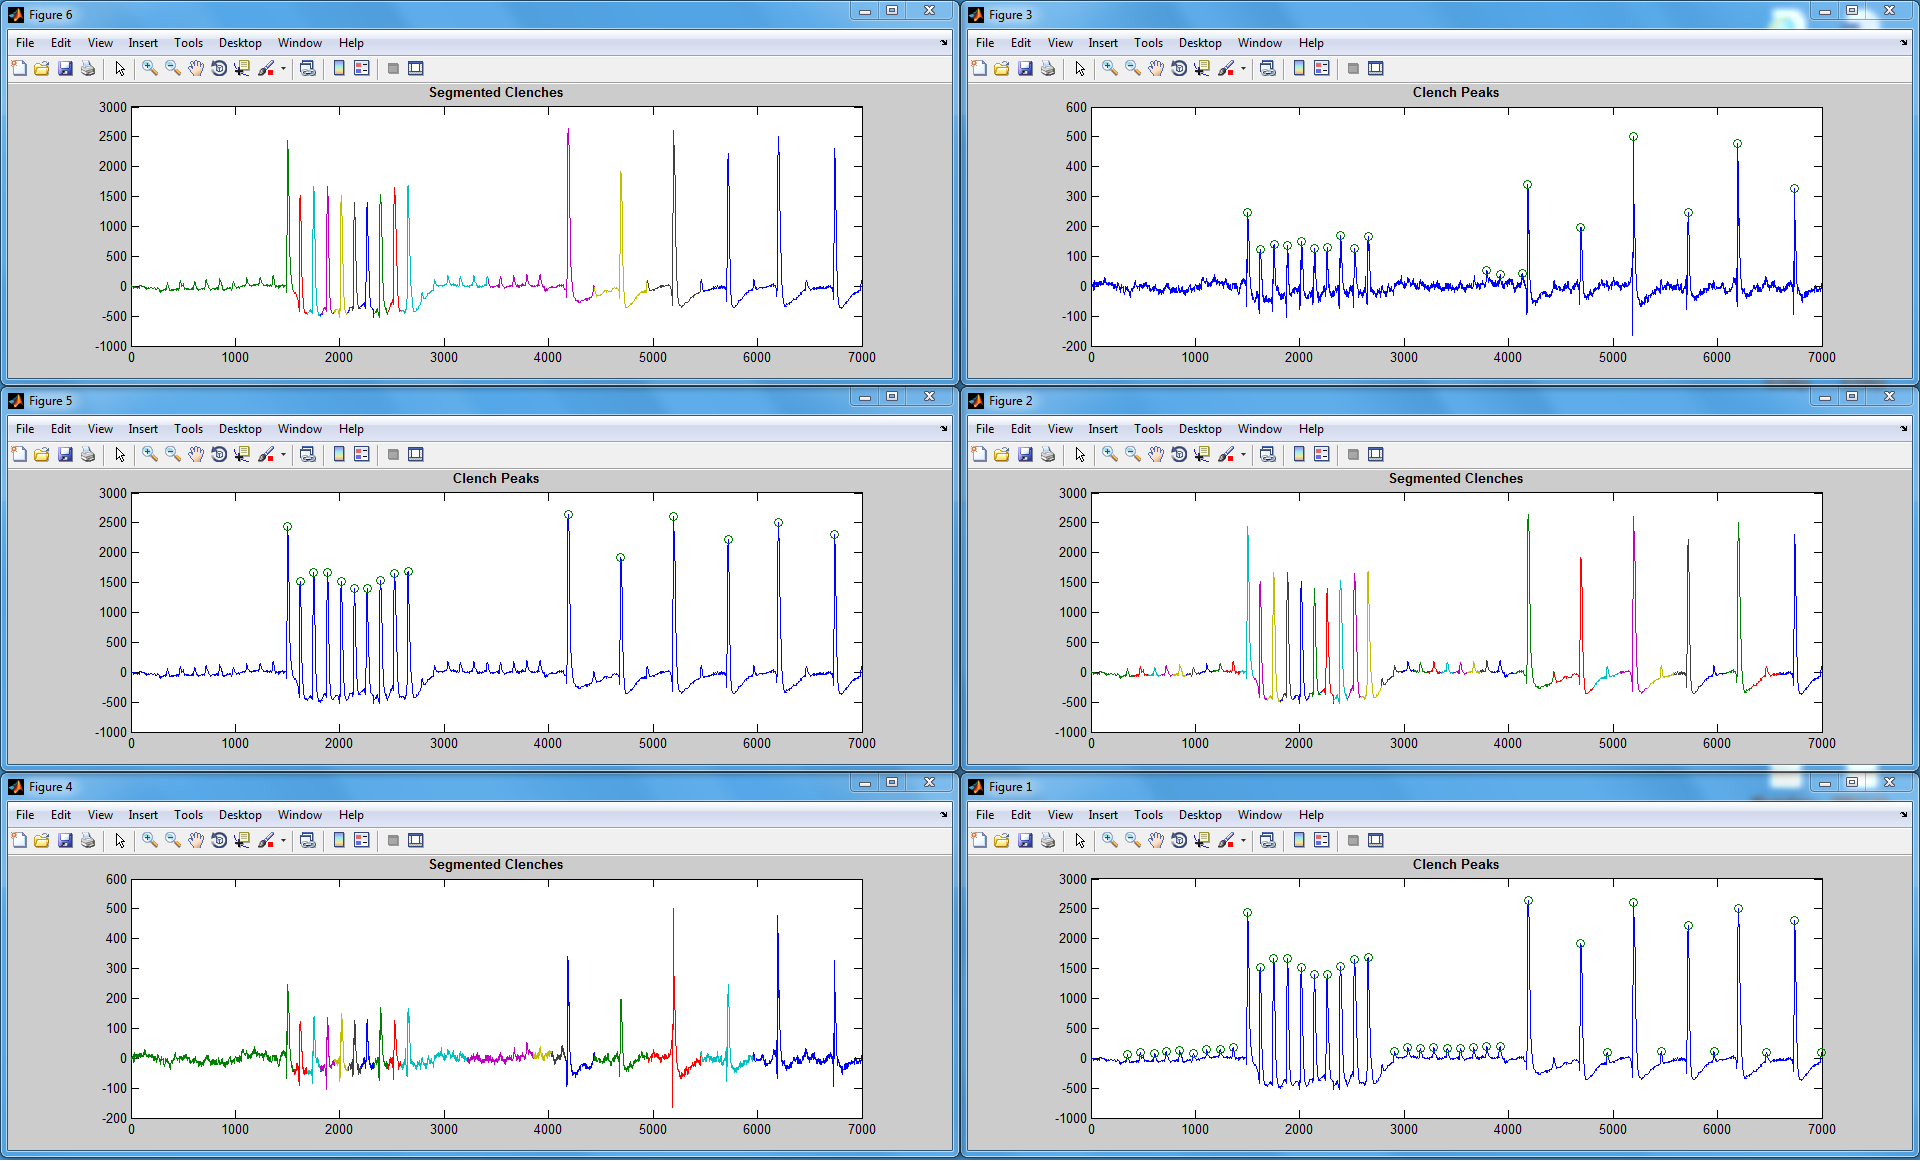 Figure 6
File Edit View Insert Tools Desktop Window Help
Segmented Clenches
3000
2500
2000
1500
1000
500
0
-500
-1000
0 1000 2000 3000 4000 5000 6000 7000
Figure 3
File Edit View Insert Tools Desktop Window Help
Clench Peaks
600
500
400
300
200
100
0
-100
-200
0 1000 2000 3000 4000 5000 6000 7000
Figure 5
File Edit View Insert Tools Desktop Window Help
Clench Peaks
3000
2500
2000
1500
1000
500
0
-500
-1000
0 1000 2000 3000 4000 5000 6000 7000
Figure 2
File Edit View Insert Tools Desktop Window Help
Segmented Clenches
3000
2500
2000
1500
1000
500
0
-500
-1000
0 1000 2000 3000 4000 5000 6000 7000
Figure 4
File Edit View Insert Tools Desktop Window Help
Segmented Clenches
600
500
400
300
200
100
0
-100
-200
0 1000 2000 3000 4000 5000 6000 7000
Figure 1
File Edit View Insert Tools Desktop Window Help
Clench Peaks
3000
2500
2000
1500
1000
500
0
-500
-1000
0 1000 2000 3000 4000 5000 6000 7000